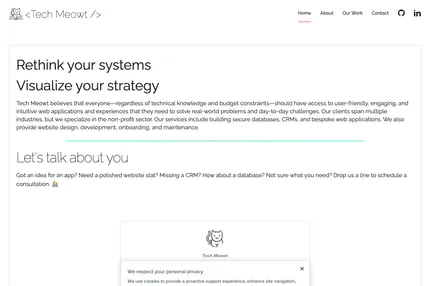 <Tech Meowt />
Home About Our Work Contact
Rethink your systems
Visualize your strategy
Tech Meowt believes that everyone—regardless of technical knowledge and budget constraints—should have access to user-friendly, engaging, and
intuitive web applications and experiences that they need to solve real-world problems and day-to-day challenges. Our clients span multiple
industries, but we specialize in the non-profit sector. Our services include building secure databases, CRMs, and bespoke web applications. We also
provide website design, development, onboarding, and maintenance.
Let's talk about you
Got an idea for an app? Need a polished website stat? Missing a CRM? How about a database? Not sure what you need? Drop us a line to schedule a
consultation.
Tech Meowt
We respect your personal privacy
We use cookies to provide a proactive support experience, enhance site navigation,